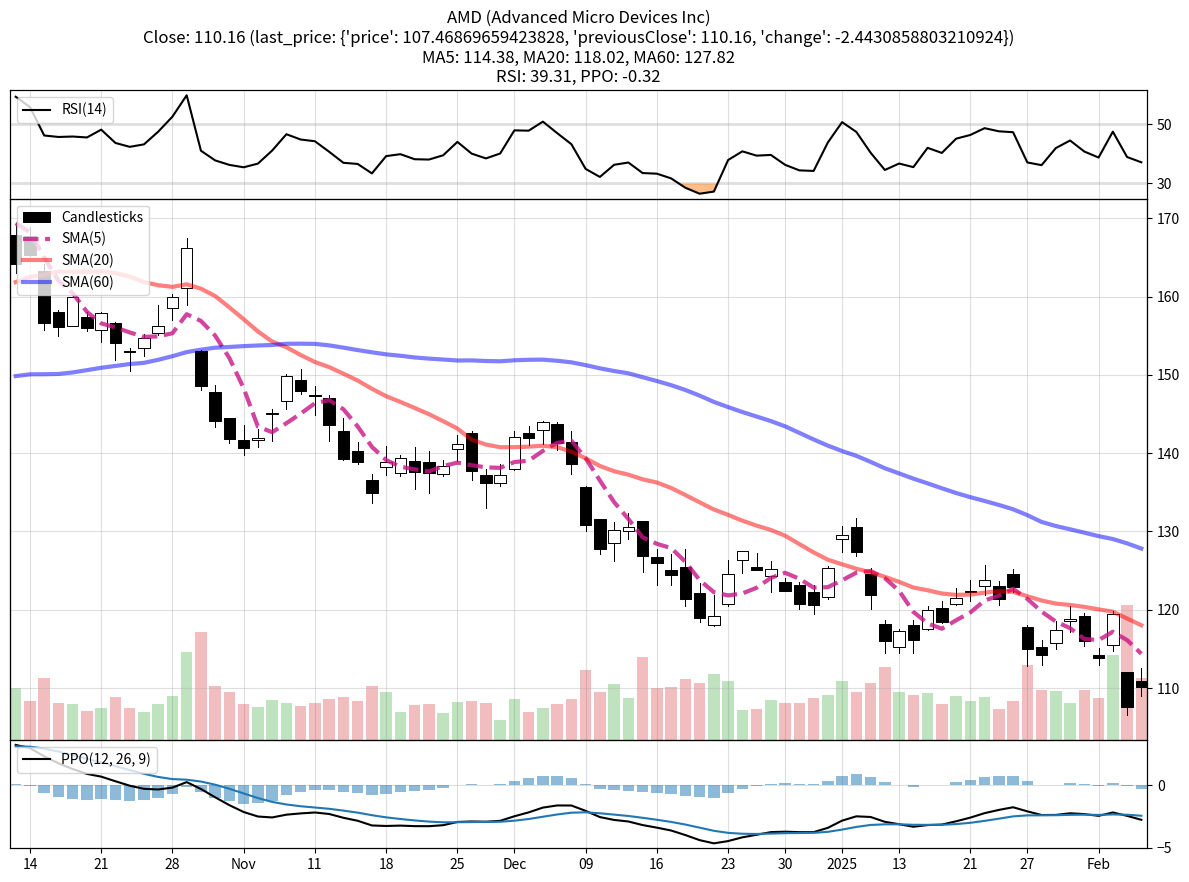 AMD (Advanced Micro Devices Inc)
Close: 110.16 (last_price: {'price': 107.46869659423828, 'previousClose': 110.16, 'change': -2.4430858803210924})
MA5: 114.38, MA20: 118.02, MA60: 127.82
RSI: 39.31, PPO: -0.32
RSI(14)
50
30
Candlesticks
SMA(5)
SMA(20)
SMA(60)
170
160
150
140
130
120
110
PPO(12, 26, 9)
0
−5
14 21 28 Nov 11 18 25 Dec 09 16 23 30 2025 13 21 27 Feb